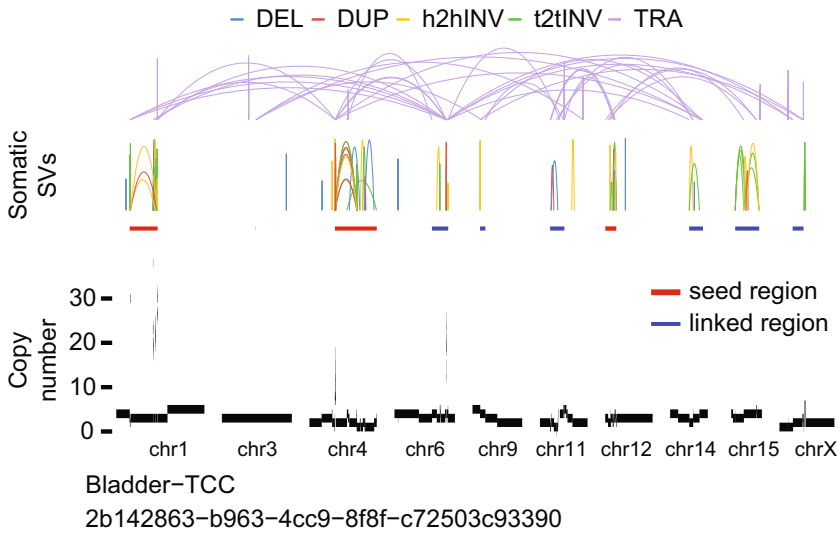 DEL DUP h2hINV t2tINV TRA
Somatic
SVs
seed region
linked region
Copy
number
30
20
10
0
chr1 chr3 chr4 chr6 chr9 chr11 chr12 chr14 chr15 chrX
Bladder−TCC
2b142863−b963−4cc9−8f8f−c72503c93390